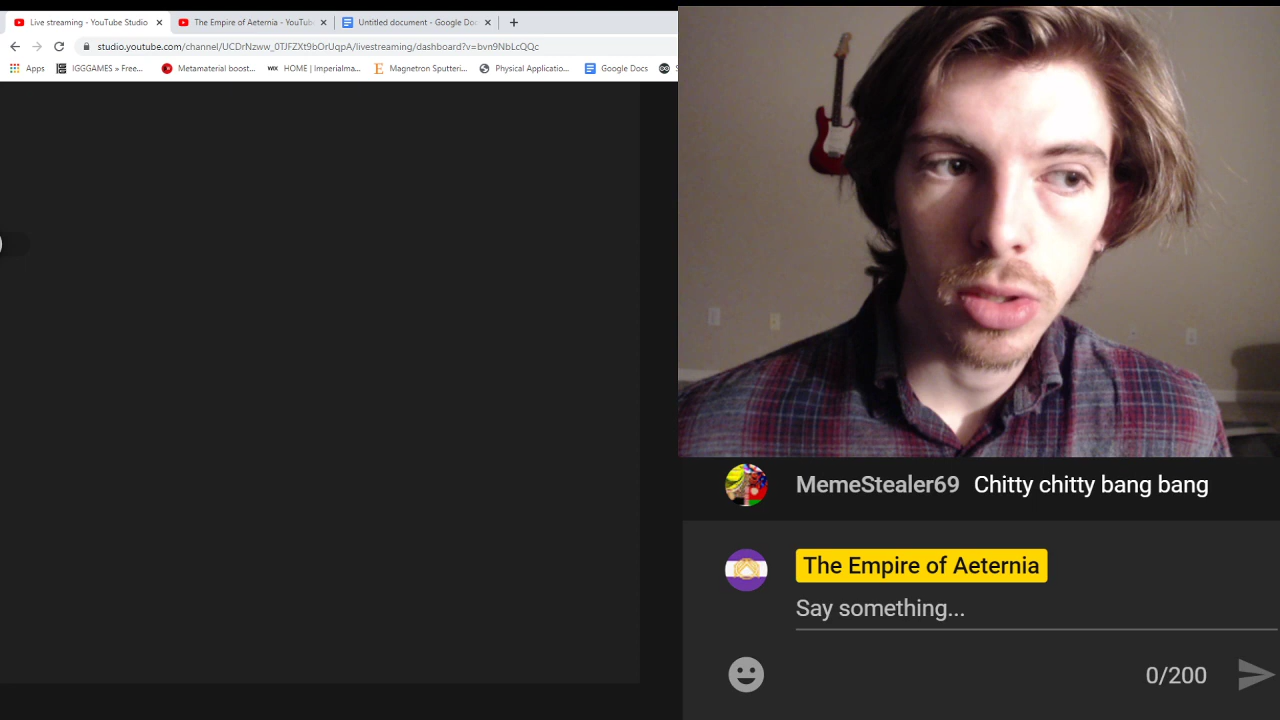 Live streaming - YouTube Studio
The Empire of Aeternia - YouTub
Untitled document - Google Doc
studio.youtube.com/channel/UCDrNzww_0TJFZXt9bOrUqpA/livestreaming/dashboard?v=bvn9NbLcQQc
Apps
IGGGAMES » Free...
Metamaterial boost...
WiX HOME | Imperialma...
Magnetron Sputteri...
Physical Applicatio...
Google Docs
MemeStealer69 Chitty chitty bang bang
The Empire of Aeternia
Say something...
0/200